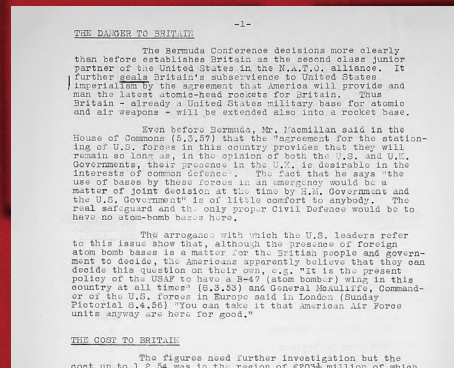 -1-
THE DANGER TO BRITAIN
The Bermuda Conference decisions more clearly
than before establishes Britain as the second class junior
partner of the United States in the N.A.T.O. alliance. It
further seals Britain's subservience to United States
imperialism by the agreement that America will provide and
man the latest atomic-head rockets for Britain. Thus
Britain - already a United States military base for atomic
and air weapons - will be extended also into a rocket base.
Even before Bermuda, Mr. Macmillan said in the
House of Commons (5.3.57) that the "agreement for the station-
ing of U.S. forces in this country provides that they will
remain so long as, in the opinion of both the U.S. and U.K.
Governments, their presence in the U.K. is desirable in the
interests of common defence". The fact that he says "the
use of bases by these forces in an emergency would be a
matter of joint decision at the time by H.M. Government and
the U.S. Government" is of little comfort to anybody. The
real safeguard and the only proper Civil Defence would be to
have no atom-bomb bases here.
The arrogance with which the U.S. leaders refer
to this issue show that, although the presence of foreign
atom bomb bases is a matter for the British people and govern-
ment to decide, the Americans apparently believe that they can
decide this question on their own, e.g. "It is the present
policy of the USAF to have a B-47 (atom bomber) wing in this
country at all times" (8.3.53) and General McAuliffe, Command-
er of the U.S. forces in Europe said in London (Sunday
Pictorial 8.4.56) "You can take it that American Air Force
units anyway are here for good."
THE COST TO BRITAIN
The figures need further investigation but the
cost up to 1.2.54 was in the region of million of which